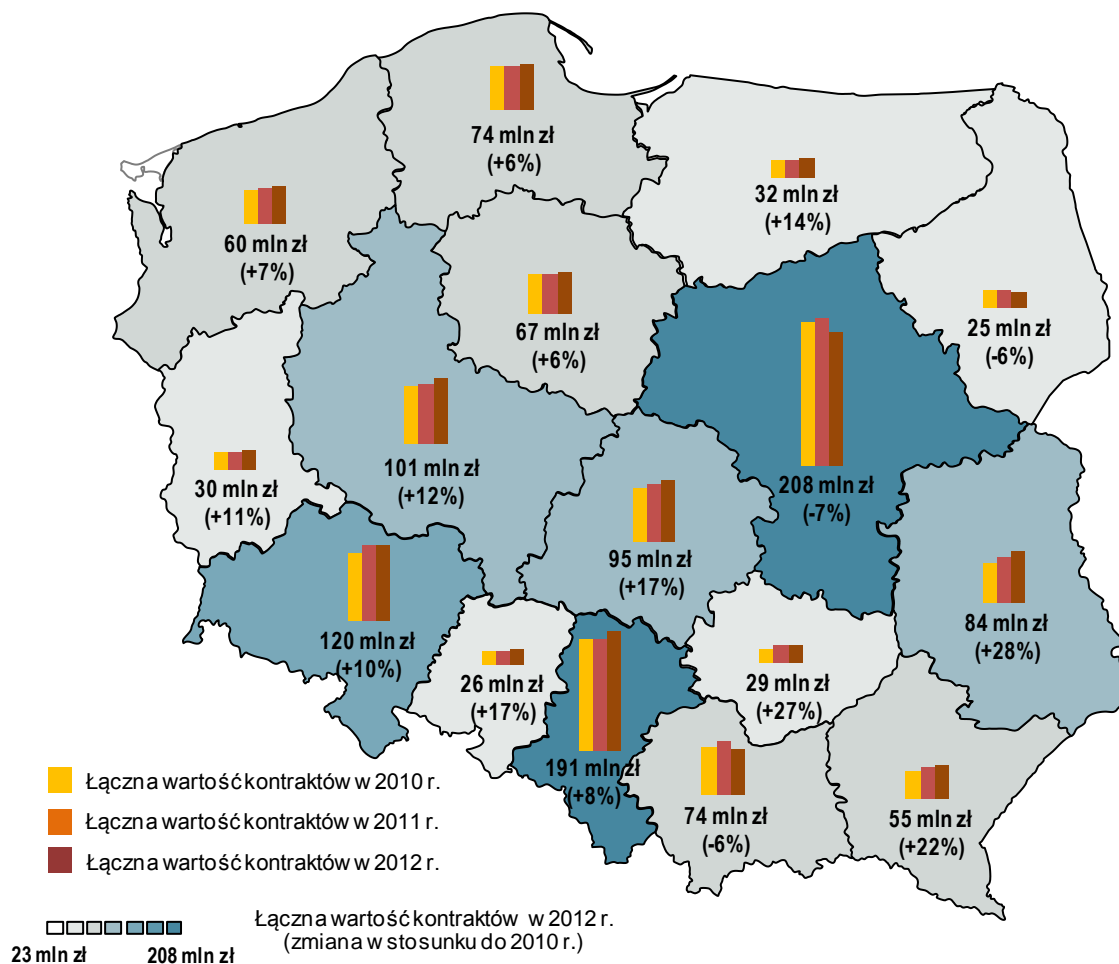 74 mln zł
(+6%)
32 mln zł
(+14%)
60 mln zł
(+7%)
67 mln zł
(+6%)
25 mln zł
(-6%)
101 mln zł
(+12%)
30 mln zł
(+11%)
208 mln zł
(-7%)
95 mln zł
(+17%)
84 mln zł
(+28%)
120 mln zł
(+10%)
26 mln zł
(+17%)
29 mln zł
(+27%)
191 mln zł
(+8%)
74 mln zł
(-6%)
55 mln zł
(+22%)
Łączna wartość kontraktów w 2010 r.
Łączna wartość kontraktów w 2011 r.
Łączna wartość kontraktów w 2012 r.
Łączna wartość kontraktów w 2012 r.
(zmiana w stosunku do 2010 r.)
23 mln zł 208 mln zł